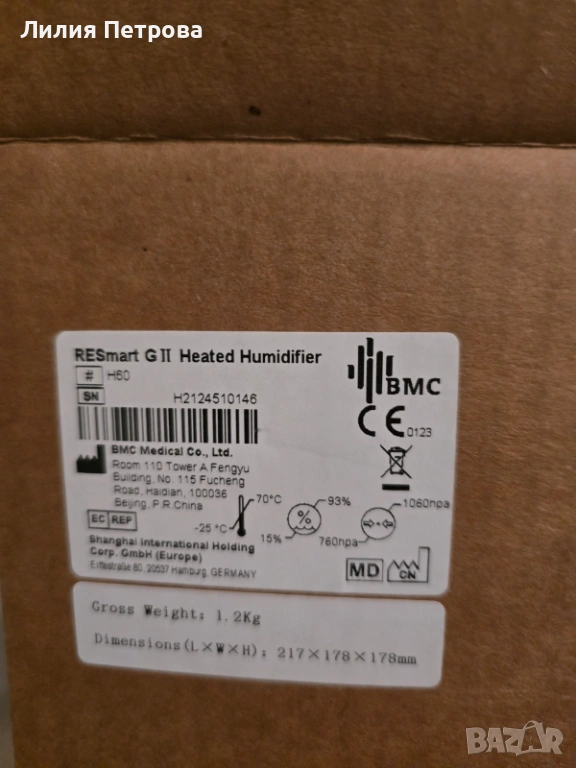 Лилия Петрова
RESmart GII Heated Humidifier
# H60
SN H2124510146
BMC
CE 0123
BMC Medical Co., Ltd.
Room 110 Tower A Fengyu
Building, No. 115 Fucheng
Road, Haidian, 100036
Beijing, P.R.China
EC REP
Shanghai International Holding
Corp. GmbH (Europe)
Eiffestraße 80, 20537 Hamburg, GERMANY
-25 °C 70°C
15% % 93%
760hpa 1060hpa
MD CN
Gross Weight: 1.2Kg
Dimensions(L×W×H): 217×178×178mm
BAZAR